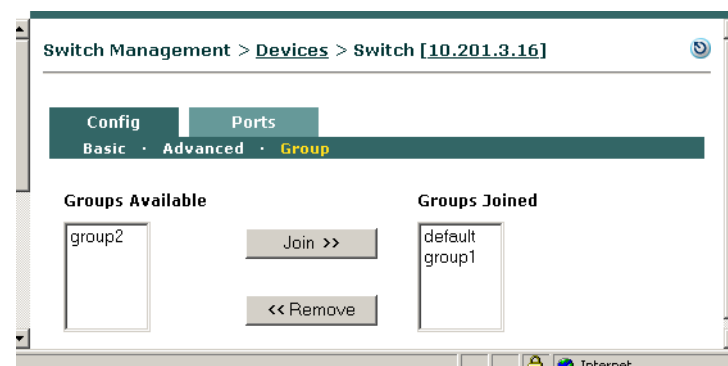 Switch Management > Devices > Switch [10.201.3.16]
Config Ports
Basic · Advanced · Group
Groups Available Groups Joined
group2 Join >> default
group1
<< Remove
Internet